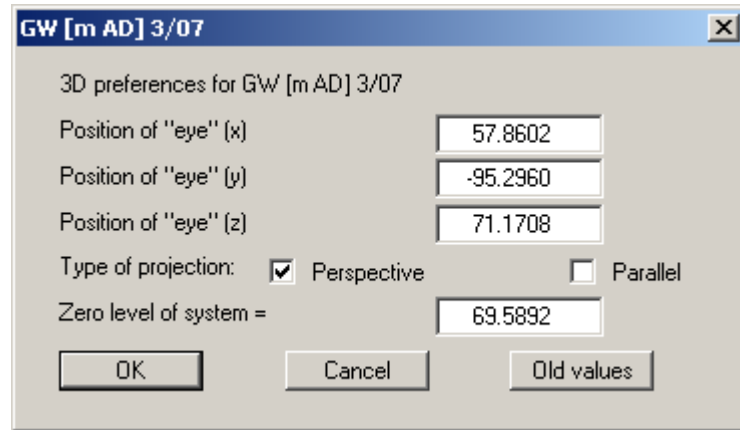 GW [m AD] 3/07
3D preferences for GW [m AD] 3/07
Position of "eye" (x) 57.8602
Position of "eye" (y) -95.2960
Position of "eye" (z) 71.1708
Type of projection: Perspective Parallel
Zero level of system = 69.5892
OK Cancel Old values